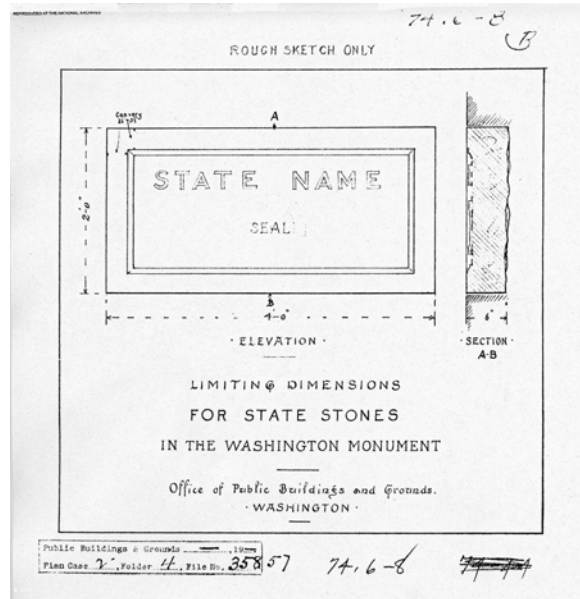 REPRODUCED AT THE NATIONAL ARCHIVES
74.6-8
B
ROUGH SKETCH ONLY
A
STATE NAME
SEAL
2'-0"
B
4'-0"
6"
· ELEVATION ·
· SECTION ·
A-B
LIMITING DIMENSIONS
FOR STATE STONES
IN THE WASHINGTON MONUMENT
Office of Public Buildings and Grounds.
· WASHINGTON ·
Public Buildings & Grounds ,19
Plan Case 2 ,Folder 4, File No. 35857
74.6-8